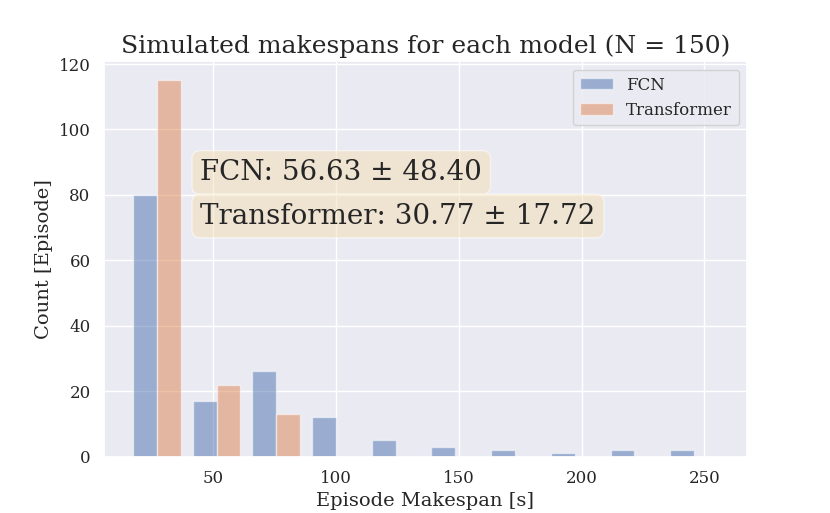 Simulated makespans for each model (N = 150)
120
100
80
60
40
20
0
Count [Episode]
FCN
Transformer
FCN: 56.63 ± 48.40
Transformer: 30.77 ± 17.72
50
100
150
200
250
Episode Makespan [s]